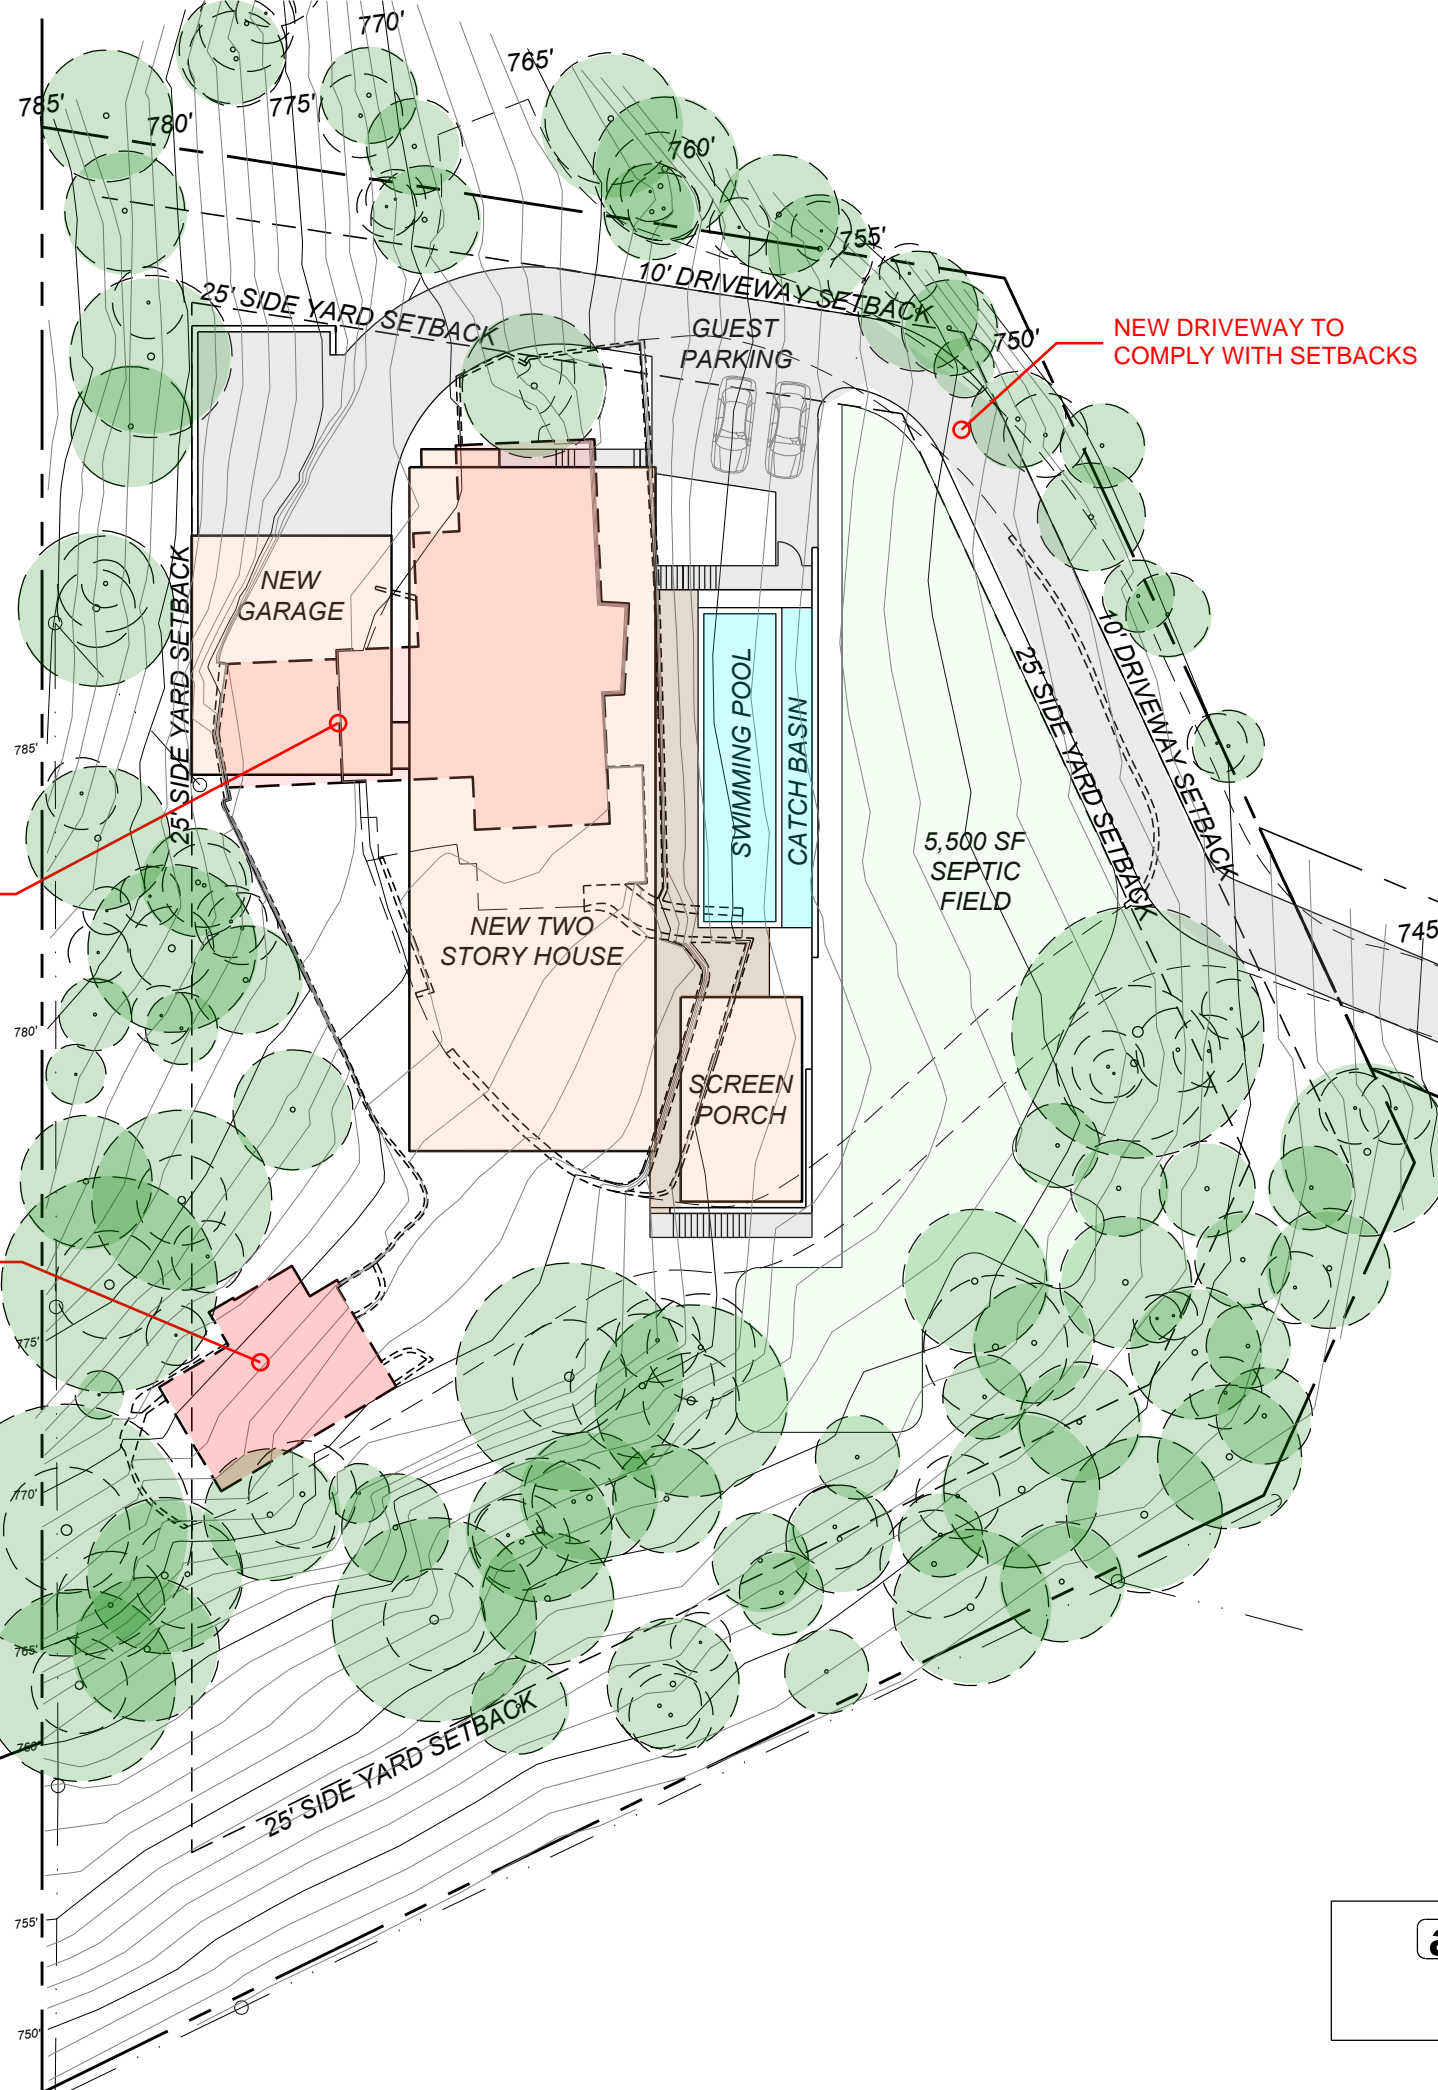 770'
765'
785'
775'
780'
760'
755'
10' DRIVEWAY SETBACK
25' SIDE YARD SETBACK
GUEST
PARKING
750'
NEW DRIVEWAY TO
COMPLY WITH SETBACKS
NEW
GARAGE
25' SIDE YARD SETBACK
10' DRIVEWAY SETBACK
25' SIDE YARD SETBACK
SWIMMING POOL
CATCH BASIN
785'
5,500 SF
SEPTIC
FIELD
NEW TWO
STORY HOUSE
745
780'
SCREEN
PORCH
775'
770'
765'
760'
25' SIDE YARD SETBACK
755'
750'